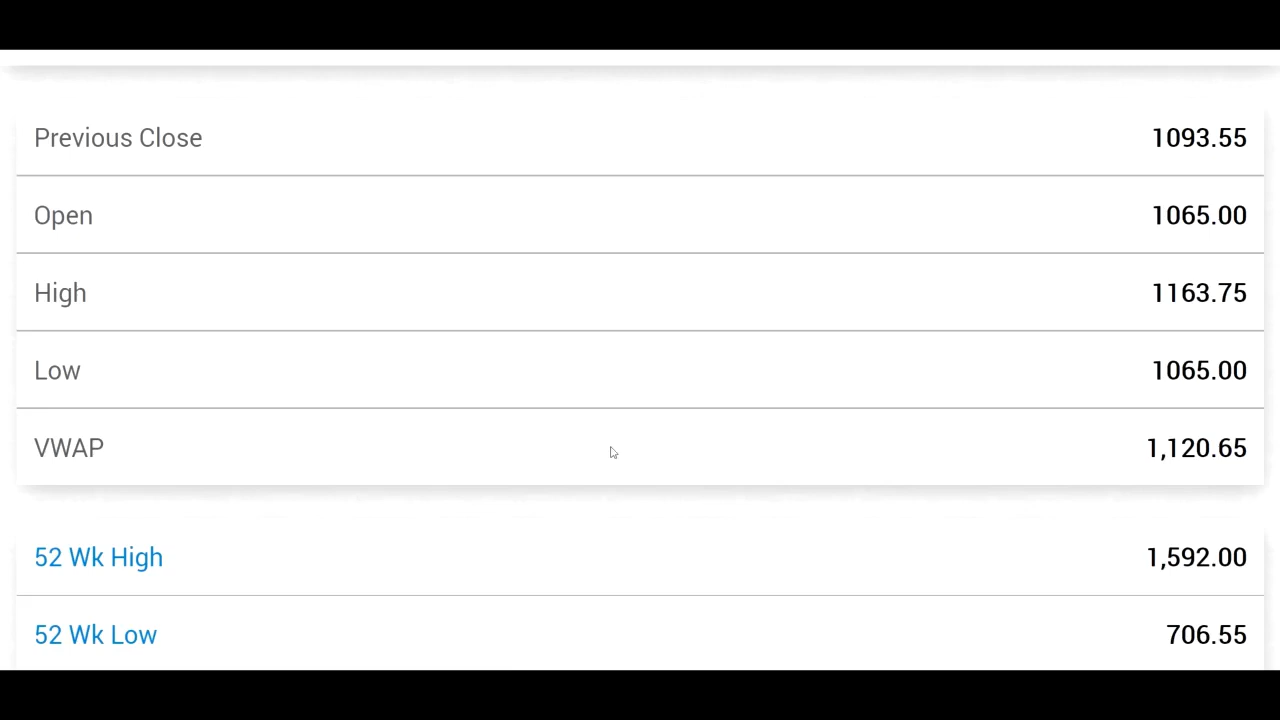 Previous Close 1093.55
Open 1065.00
High 1163.75
Low 1065.00
VWAP 1,120.65
52 Wk High 1,592.00
52 Wk Low 706.55